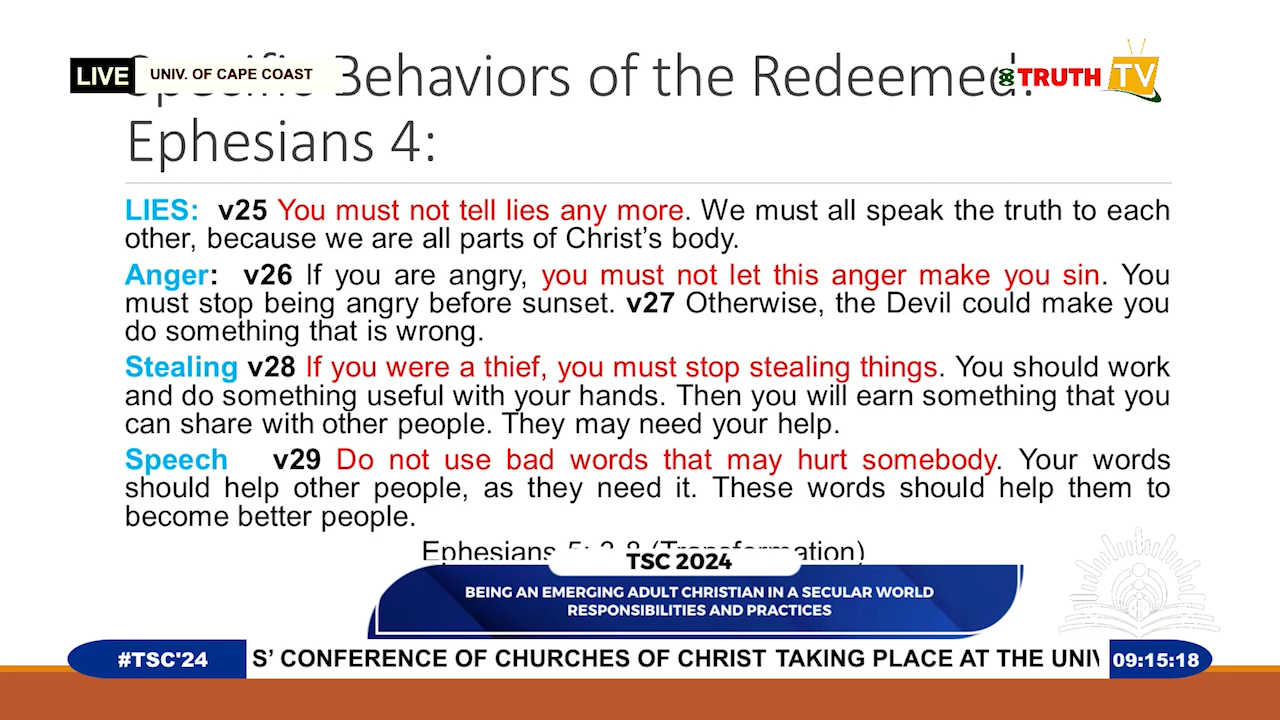 LIVE UNIV. OF CAPE COAST
Specific Behaviors of the Redeemed:
TRUTH TV
Ephesians 4:
LIES: v25 You must not tell lies any more. We must all speak the truth to each
other, because we are all parts of Christ’s body.
Anger: v26 If you are angry, you must not let this anger make you sin. You
must stop being angry before sunset. v27 Otherwise, the Devil could make you
do something that is wrong.
Stealing v28 If you were a thief, you must stop stealing things. You should work
and do something useful with your hands. Then you will earn something that you
can share with other people. They may need your help.
Speech v29 Do not use bad words that may hurt somebody. Your words
should help other people, as they need it. These words should help them to
become better people.
Ephesians 5: 3-8 (Transformation)
TSC 2024
BEING AN EMERGING ADULT CHRISTIAN IN A SECULAR WORLD
RESPONSIBILITIES AND PRACTICES
#TSC'24 S’ CONFERENCE OF CHURCHES OF CHRIST TAKING PLACE AT THE UNIV 09:15:18